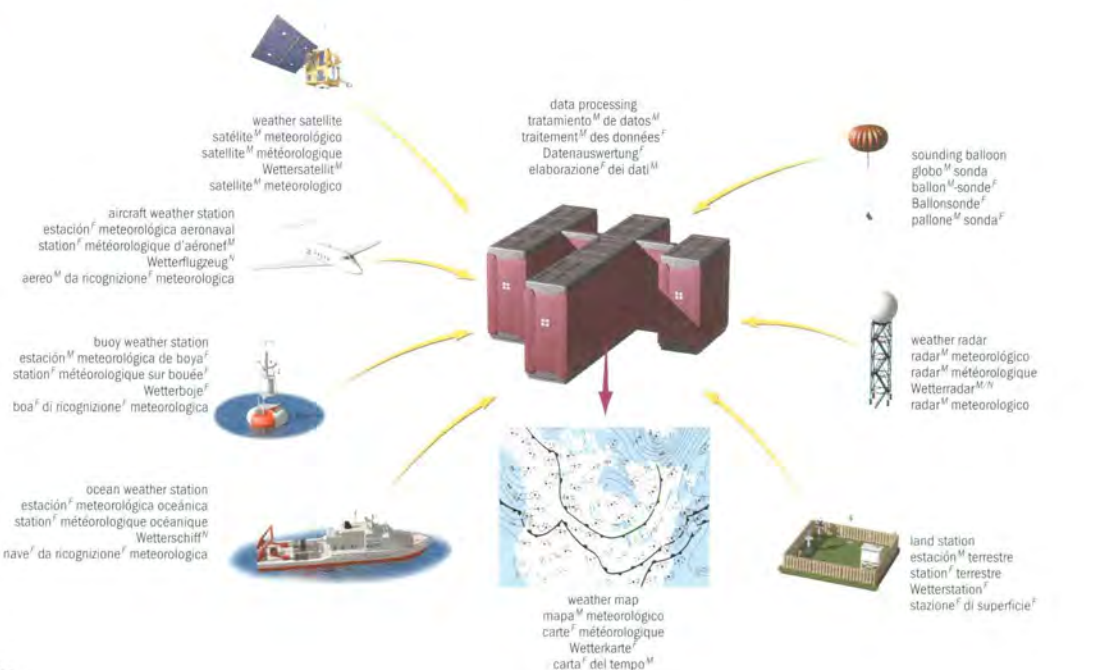 weather satellite
satélite^M meteorológico
satellite^M météorologique
Wettersatellit^M
satellite^M meteorologico
data processing
tratamiento^M de datos^M
traitement^M des données^F
Datenauswertung^F
elaborazione^F dei dati^M
sounding balloon
globo^M sonda
ballon^M-sonde^F
Ballonsonde^F
pallone^M sonda^F
aircraft weather station
estación^F meteorológica aeronaval
station^F météorologique d'aéronef^M
Wetterflugzeug^N
aereo^M da ricognizione^F meteorologica
buoy weather station
estación^M meteorológica de boya^F
station^F météorologique sur bouée^F
Wetterboje^F
boa^F di ricognizione^F meteorologica
weather radar
radar^M meteorológico
radar^M météorologique
Wetterradar^M/N
radar^M meteorologico
ocean weather station
estación^F meteorológica oceánica
station^F météorologique océanique
Wetterschiff^N
nave^F da ricognizione^F meteorologica
land station
estación^M terrestre
station^F terrestre
Wetterstation^F
stazione^F di superficie^F
weather map
mapa^M meteorológico
carte^F météorologique
Wetterkarte^F
carta^F del tempo^M